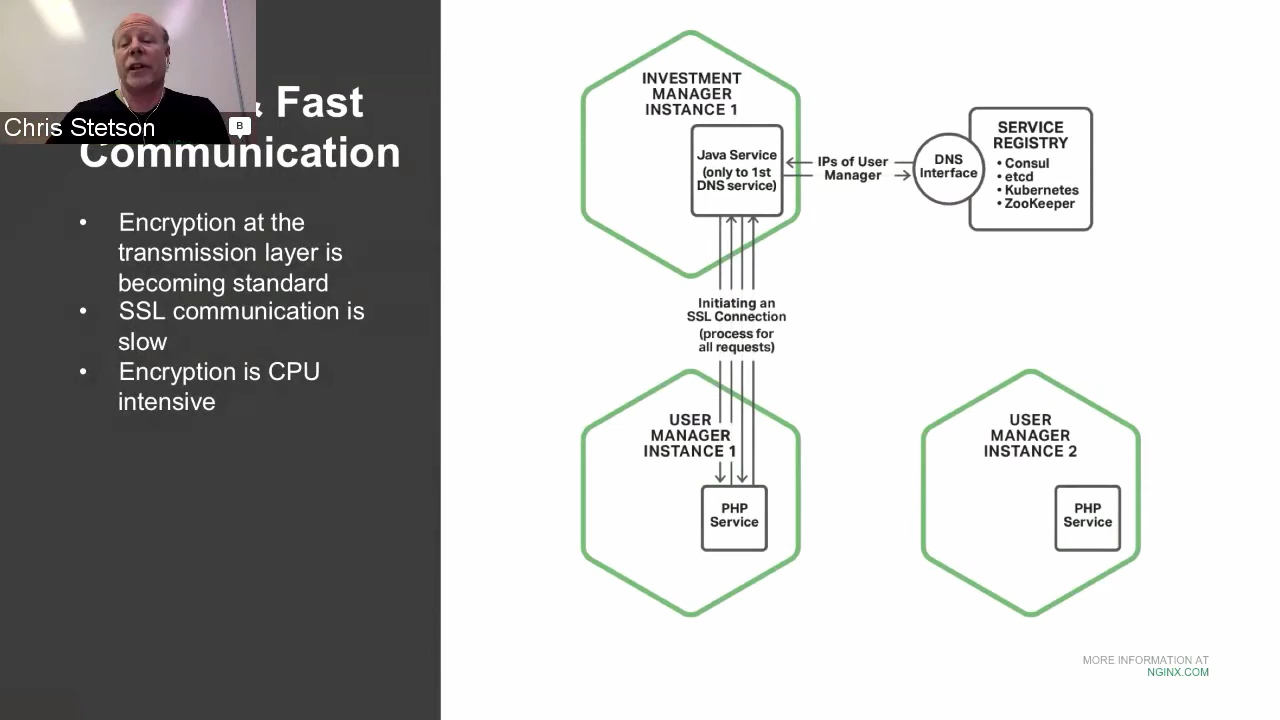 Chris Stetson
B
& Fast
Communication
• Encryption at the
transmission layer is
becoming standard
• SSL communication is
slow
• Encryption is CPU
intensive
INVESTMENT
MANAGER
INSTANCE 1
Java Service
(only to 1st
DNS service)
IPs of User
Manager
DNS
Interface
SERVICE
REGISTRY
• Consul
• etcd
• Kubernetes
• ZooKeeper
Initiating an
SSL Connection
(process for
all requests)
USER
MANAGER
INSTANCE 1
PHP
Service
USER
MANAGER
INSTANCE 2
PHP
Service
MORE INFORMATION AT
NGINX.COM